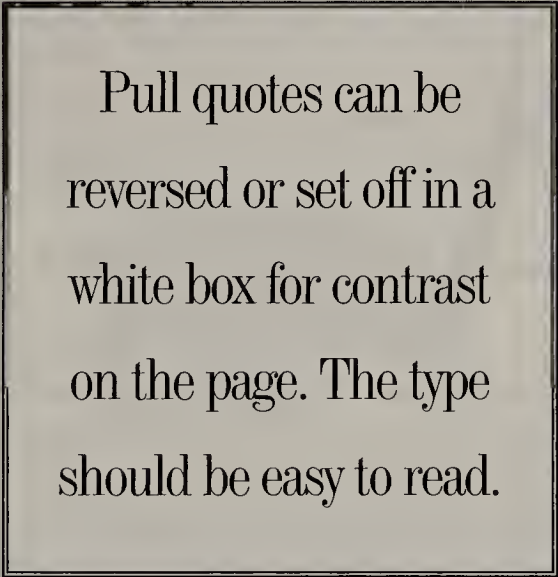 Pull quotes can be
reversed or set off in a
white box for contrast
on the page. The type
should be easy to read.